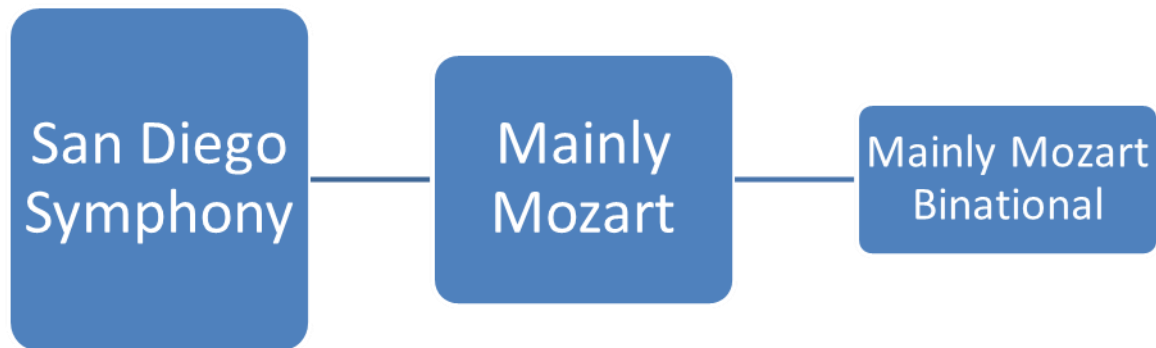 San Diego
Symphony
Mainly
Mozart
Mainly Mozart
Binational